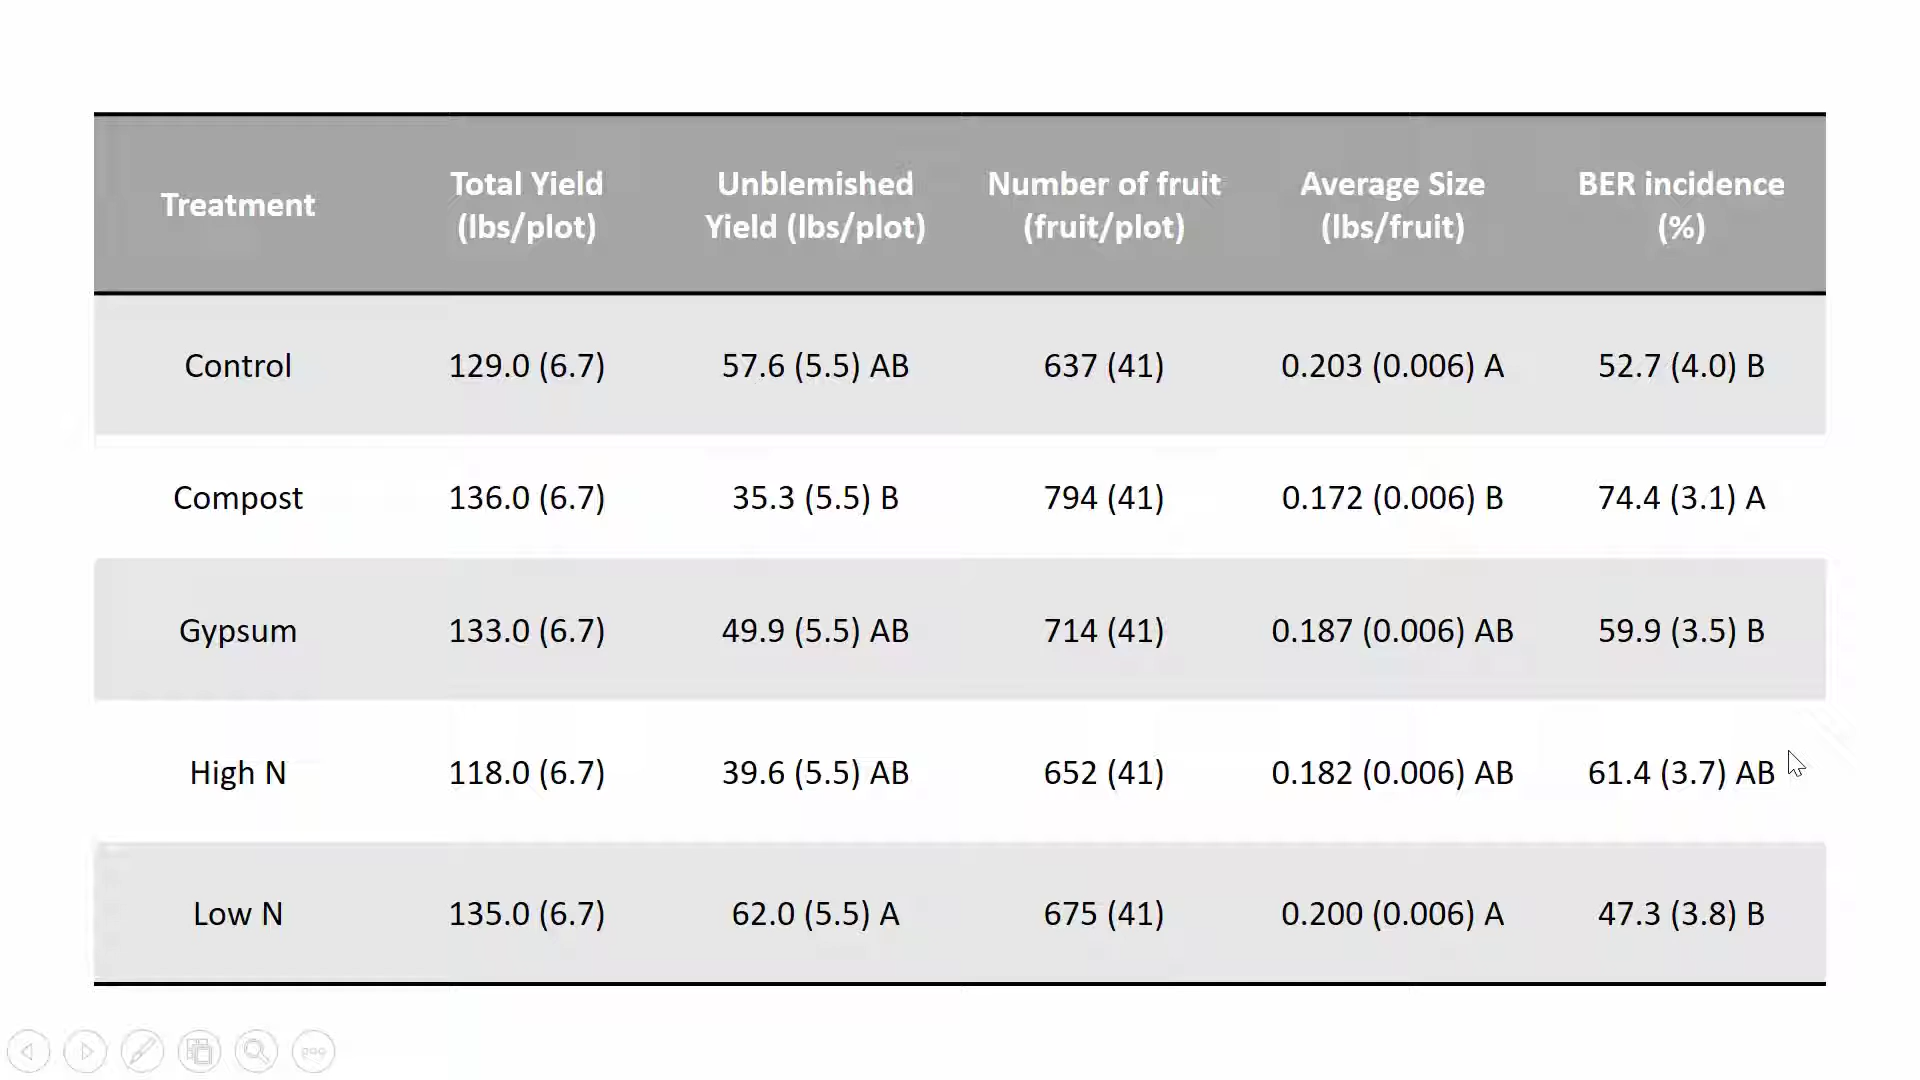 Treatment
Total Yield
(lbs/plot)
Unblemished
Yield (lbs/plot)
Number of fruit
(fruit/plot)
Average Size
(lbs/fruit)
BER incidence
(%)
Control 129.0 (6.7) 57.6 (5.5) AB 637 (41) 0.203 (0.006) A 52.7 (4.0) B
Compost 136.0 (6.7) 35.3 (5.5) B 794 (41) 0.172 (0.006) B 74.4 (3.1) A
Gypsum 133.0 (6.7) 49.9 (5.5) AB 714 (41) 0.187 (0.006) AB 59.9 (3.5) B
High N 118.0 (6.7) 39.6 (5.5) AB 652 (41) 0.182 (0.006) AB 61.4 (3.7) AB
Low N 135.0 (6.7) 62.0 (5.5) A 675 (41) 0.200 (0.006) A 47.3 (3.8) B